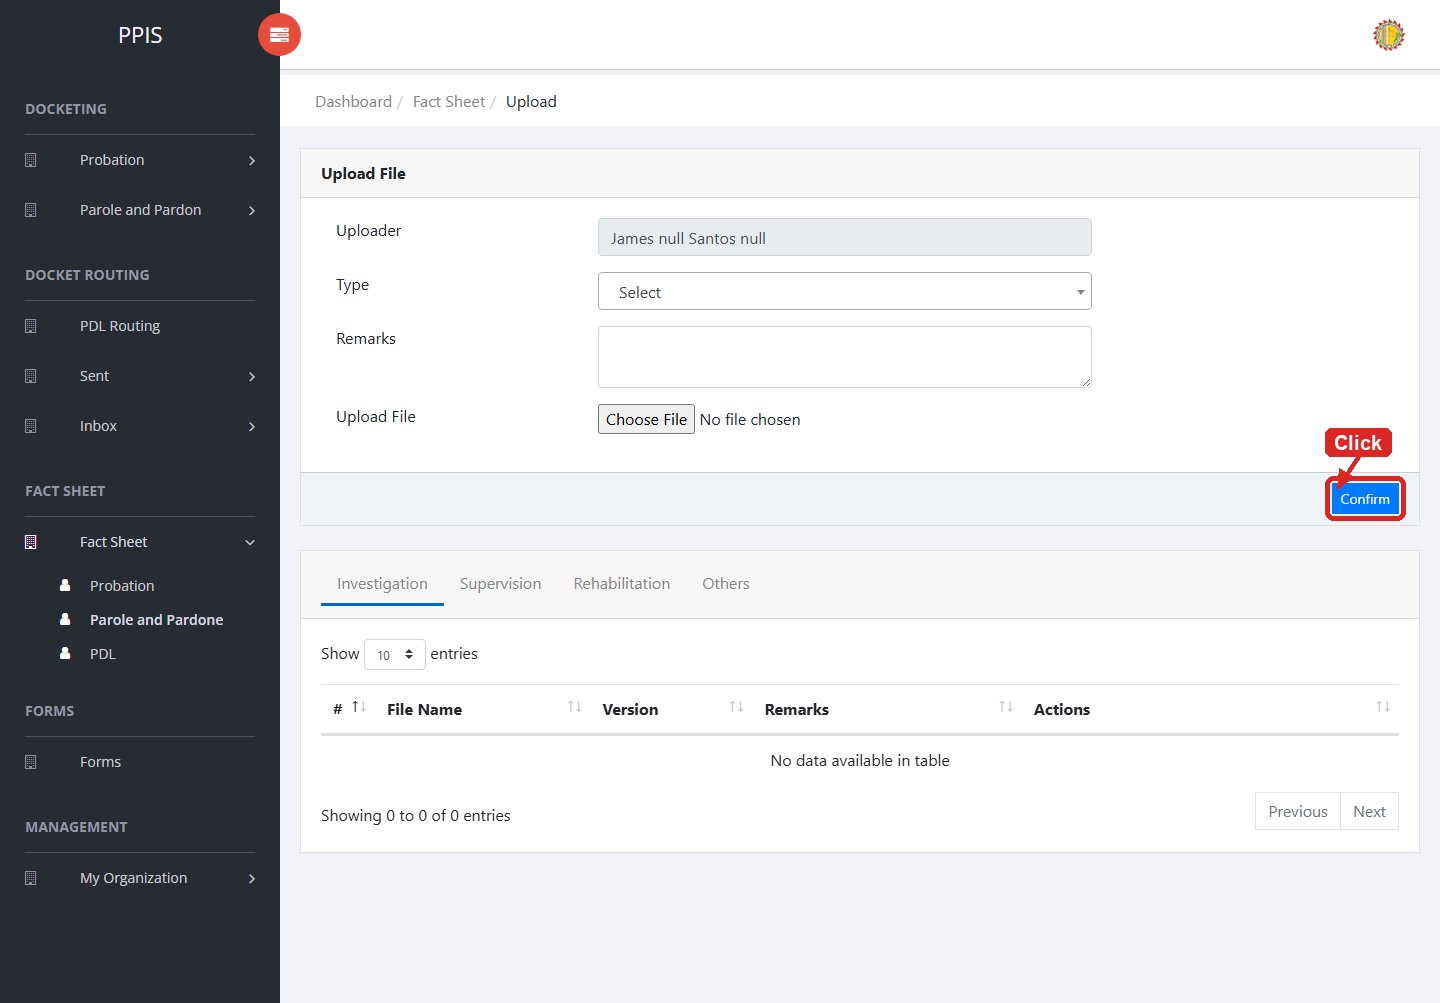 PPIS
DOCKETING
Probation
Parole and Pardon
DOCKET ROUTING
PDL Routing
Sent
Inbox
FACT SHEET
Fact Sheet
Probation
Parole and Pardone
PDL
FORMS
Forms
MANAGEMENT
My Organization
Dashboard / Fact Sheet / Upload
Upload File
Uploader James null Santos null
Type Select
Remarks
Upload File Choose File No file chosen
Click
Confirm
Investigation Supervision Rehabilitation Others
Show 10 entries
# File Name Version Remarks Actions
No data available in table
Showing 0 to 0 of 0 entries Previous Next